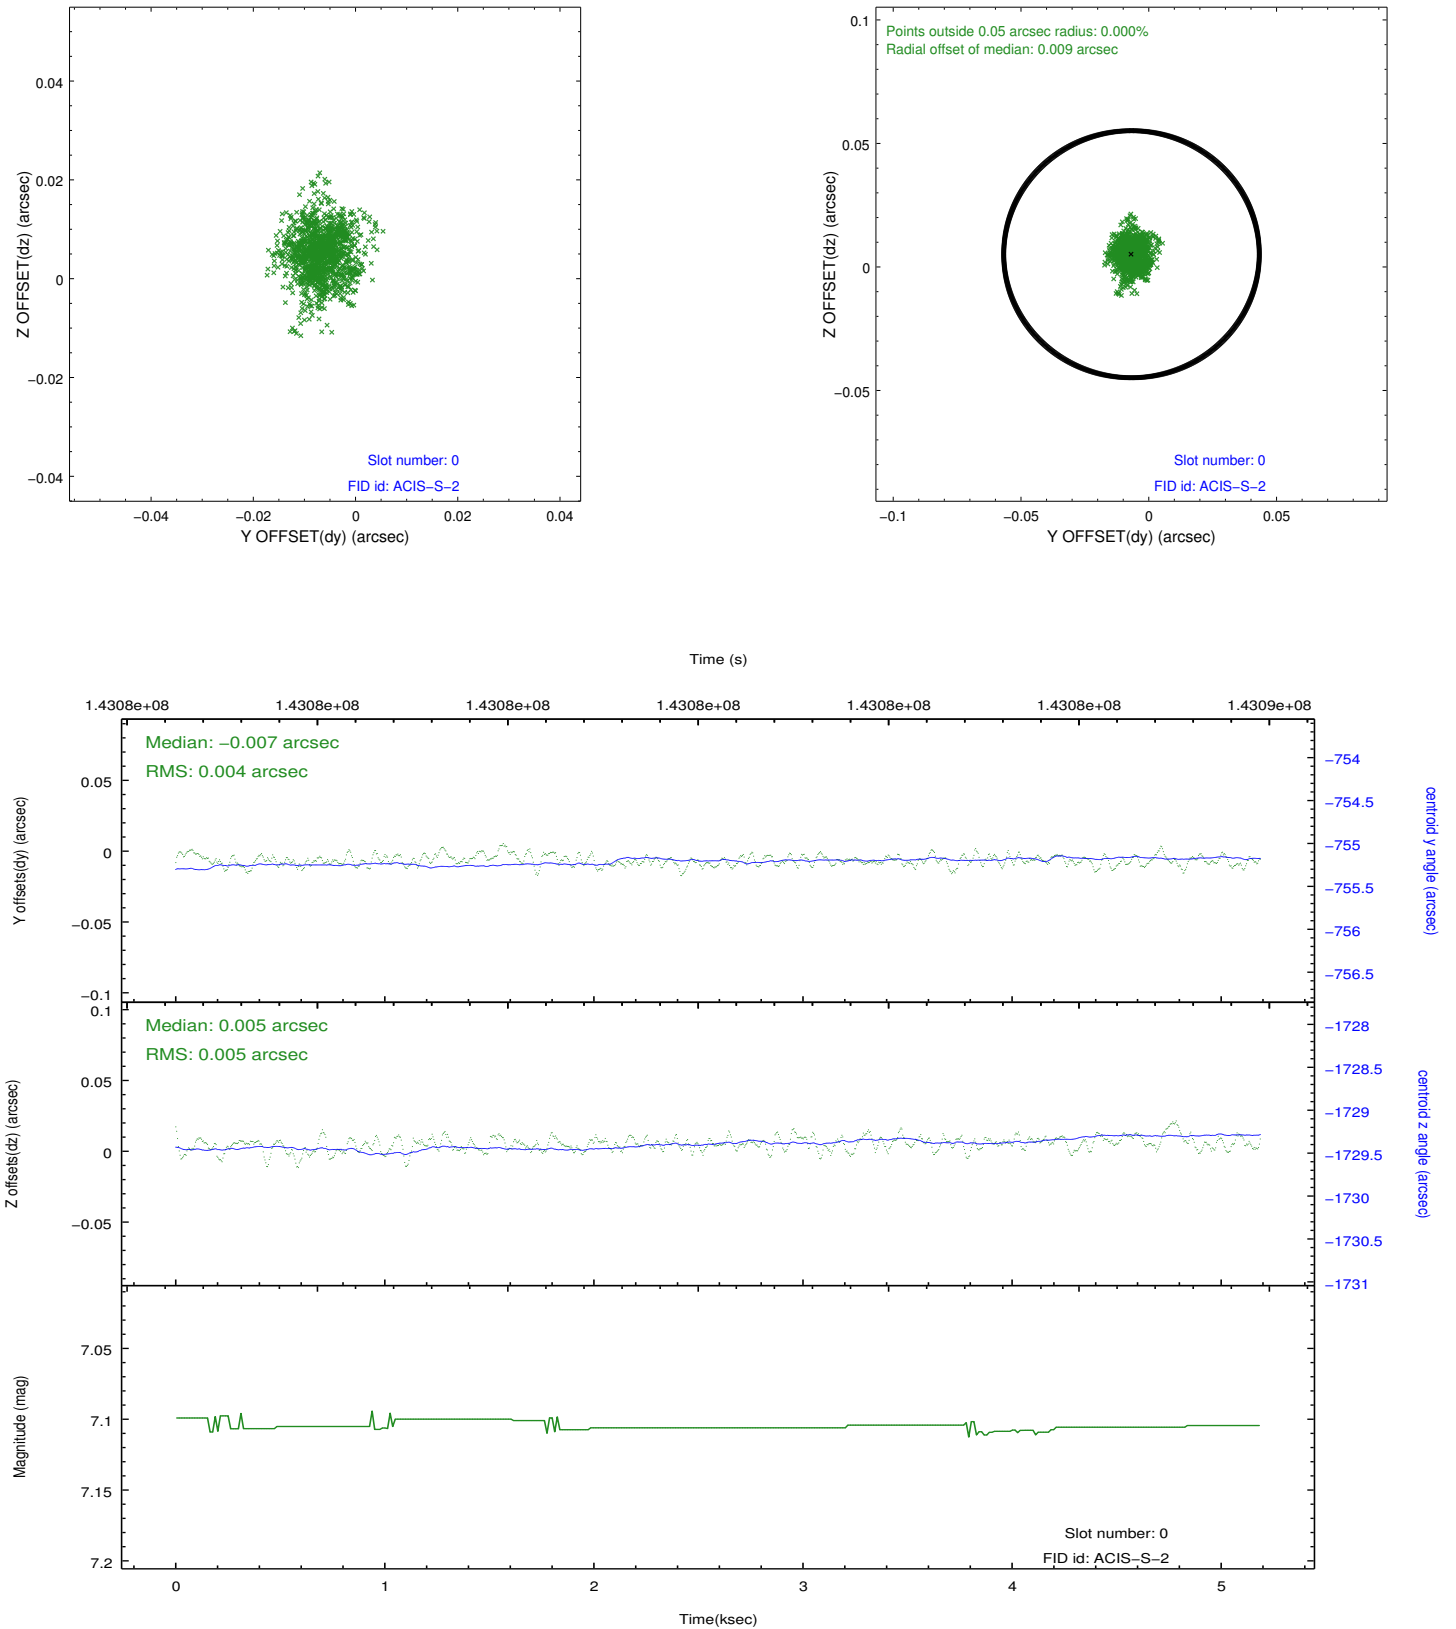 0.04
0.02
0
−0.02
−0.04
Z OFFSET(dz) (arcsec)
Slot number: 0
FID id: ACIS−S−2
−0.04 −0.02 0 0.02 0.04
Y OFFSET(dy) (arcsec)
Points outside 0.05 arcsec radius: 0.000%
Radial offset of median: 0.009 arcsec
0.1
0.05
0
−0.05
Z OFFSET(dz) (arcsec)
Slot number: 0
FID id: ACIS−S−2
−0.1 −0.05 0 0.05
Y OFFSET(dy) (arcsec)
Time (s)
1.4308e+08 1.4308e+08 1.4308e+08 1.4308e+08 1.4308e+08 1.4308e+08 1.4309e+08
Median: −0.007 arcsec
RMS: 0.004 arcsec
0.05
0
−0.05
−0.1
Y offsets(dy) (arcsec)
−754
−754.5
−755
−755.5
−756
−756.5
centroid y angle (arcsec)
Median: 0.005 arcsec
RMS: 0.005 arcsec
0.1
0.05
0
−0.05
Z offsets(dz) (arcsec)
−1728
−1728.5
−1729
−1729.5
−1730
−1730.5
−1731
centroid z angle (arcsec)
7.05
7.1
7.15
7.2
Magnitude (mag)
Slot number: 0
FID id: ACIS−S−2
0 1 2 3 4 5
Time(ksec)